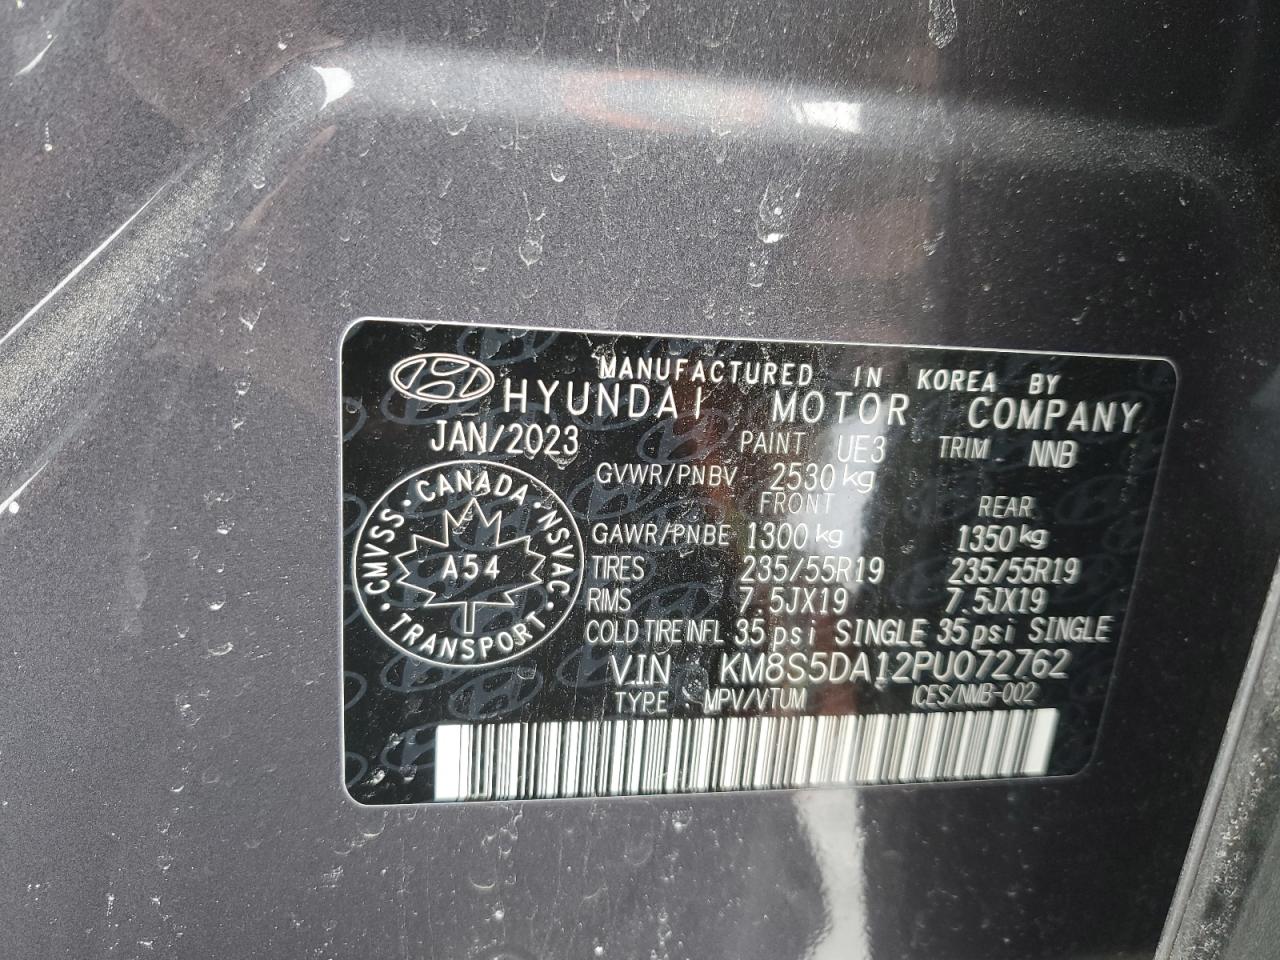 MANUFACTURED IN KOREA BY
HYUNDAI MOTOR COMPANY
JAN/2023 PAINT UE3 TRIM NNB
GVWR/PNBV 2530 kg
FRONT REAR
GAWR/PNBE 1300 kg 1350 kg
TIRES 235/55R19 235/55R19
RIMS 7.5JX19 7.5JX19
COLD TIRE INFL 35 psi SINGLE 35 psi SINGLE
V.I.N KM8S5DA12PU072762
TYPE MPV/VTUM ICES/NMB-002
CMVSS · CANADA · NSVAC · TRANSPORT ·
A54